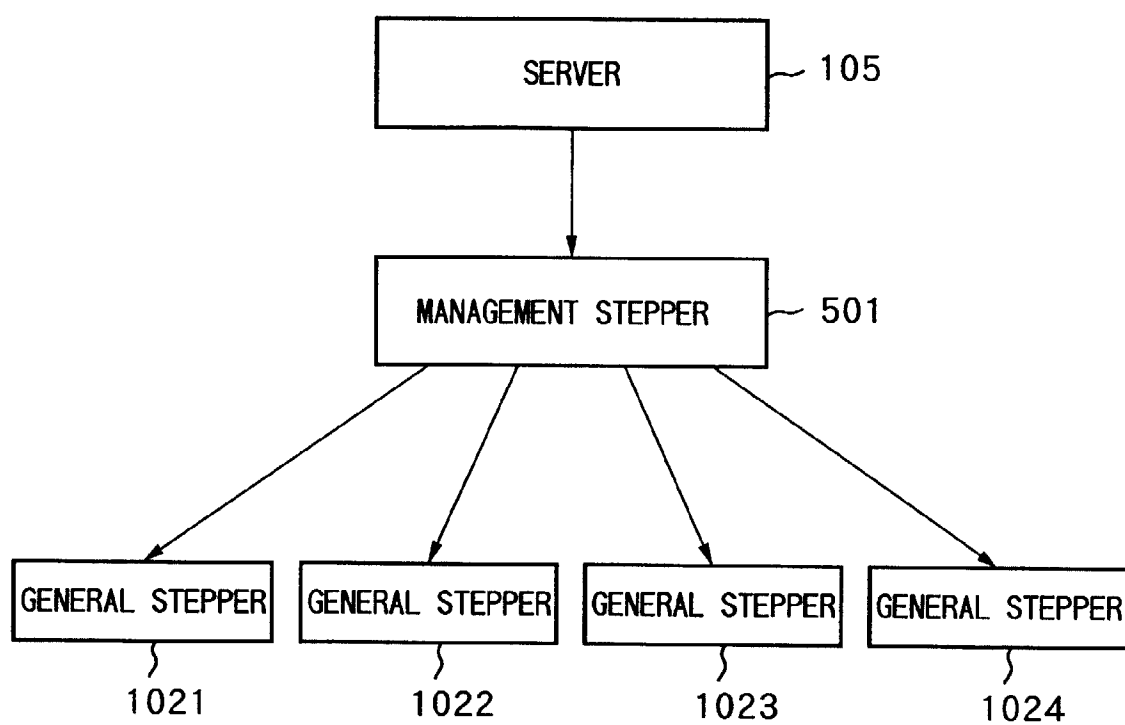 SERVER
105
MANAGEMENT STEPPER
501
GENERAL STEPPER
GENERAL STEPPER
GENERAL STEPPER
GENERAL STEPPER
1021
1022
1023
1024